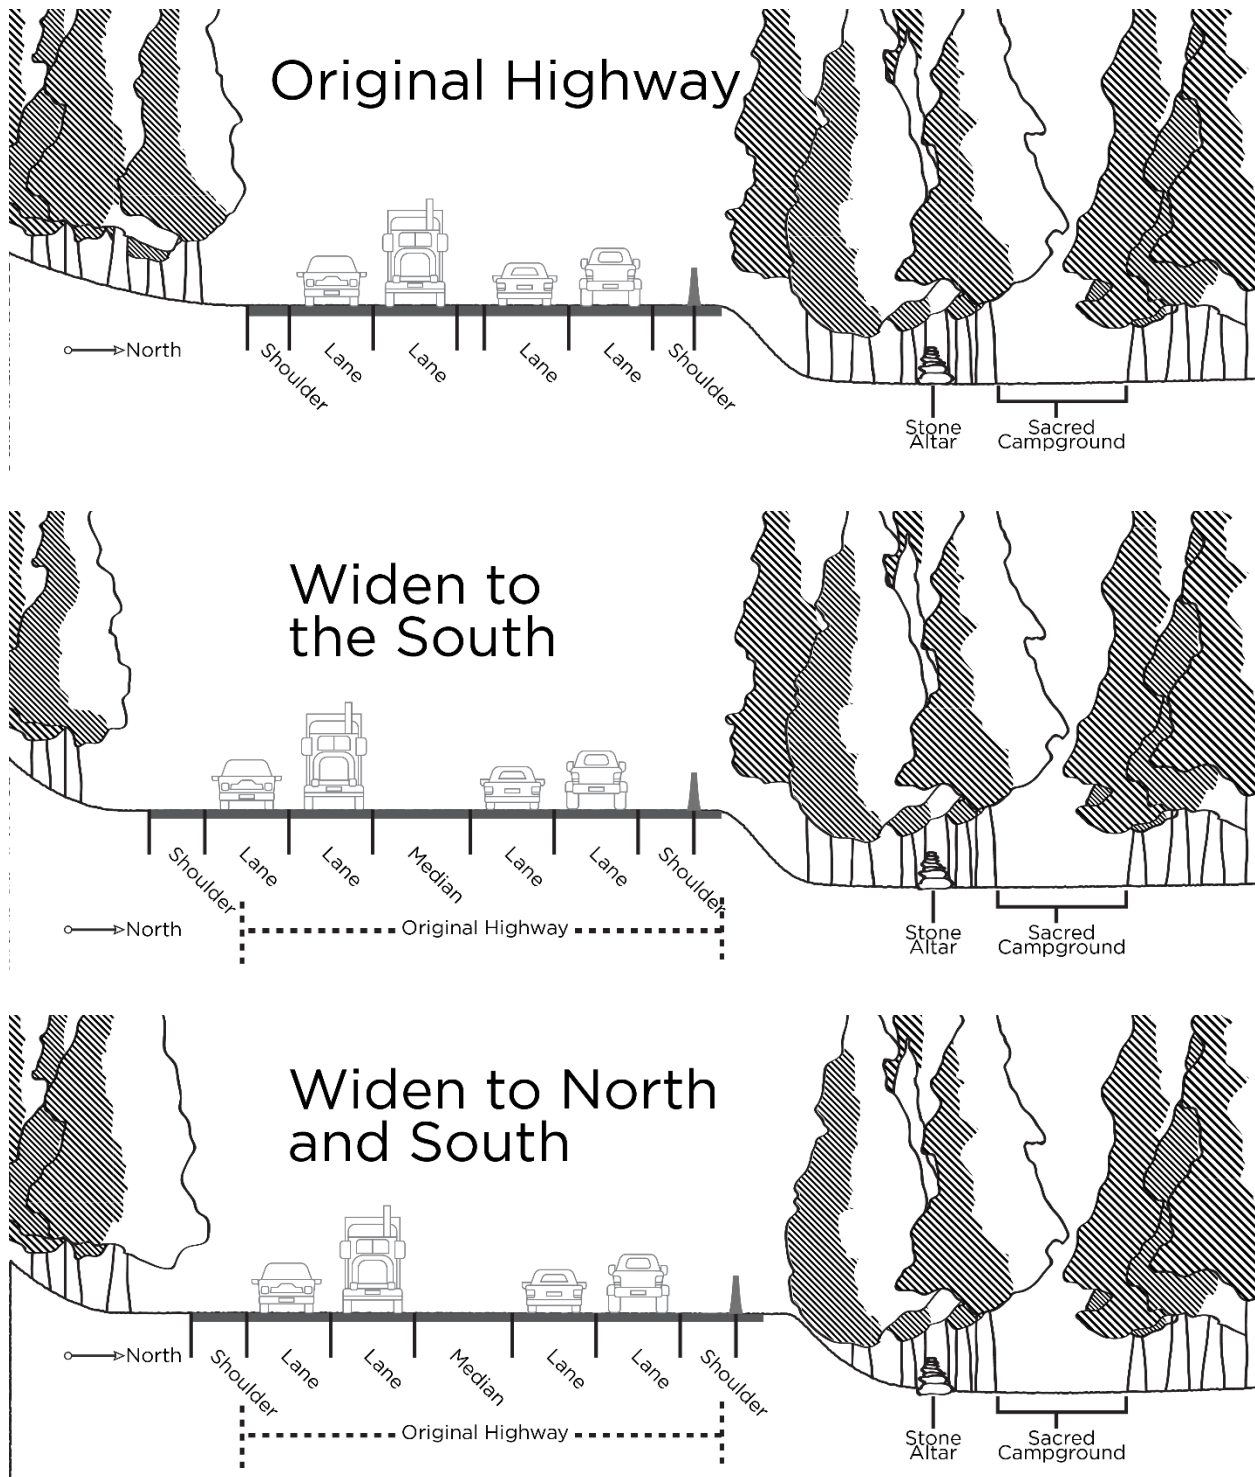 Original Highway
North
Shoulder
Lane
Lane
Lane
Lane
Shoulder
Stone
Altar
Sacred
Campground
Widen to
the South
Shoulder
Lane
Lane
Median
Lane
Lane
Shoulder
North
Original Highway
Stone
Altar
Sacred
Campground
Widen to North
and South
North
Shoulder
Lane
Lane
Median
Lane
Lane
Shoulder
Original Highway
Stone
Altar
Sacred
Campground